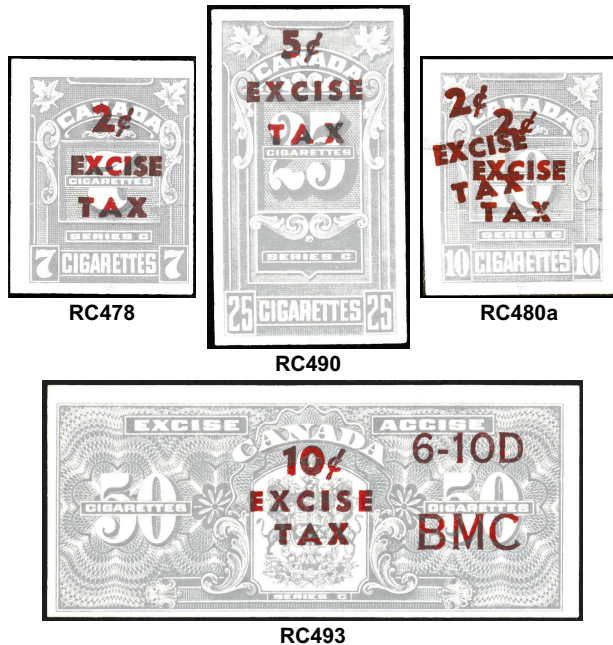 CANADA
2¢
EXCISE
CIGARETTES
TAX
SERIES C
7 CIGARETTES 7
RC478
5¢
CANADA
EXCISE
TAX
25
CIGARETTES
SERIES C
25 CIGARETTES 25
RC490
2¢
2¢
EXCISE
EXCISE
TAX
TAX
SERIES C
10 CIGARETTES 10
RC480a
EXCISE
CANADA
ACCISE
50
CIGARETTES
10¢
EXCISE
TAX
SERIES C
6-10D
50
CIGARETTES
BMC
RC493